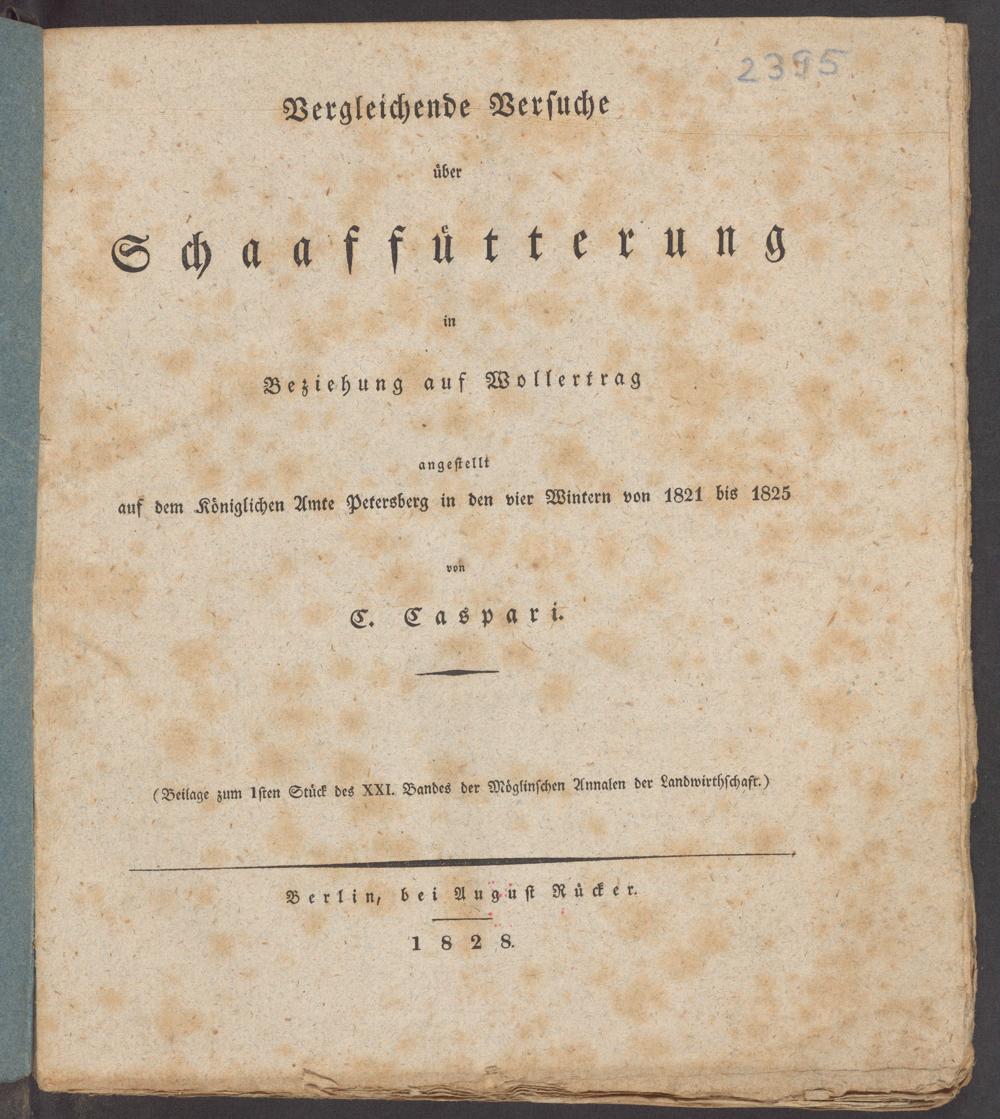 2395
Vergleichende Versuche
über
Schaaffütterung
in
Beziehung auf Wollertrag
angestellt
auf dem Königlichen Amte Petersberg in den vier Wintern von 1821 bis 1825
von
C. Caspari.
(Beilage zum 1sten Stück des XXI. Bandes der Möglinschen Annalen der Landwirthschaft.)
Berlin, bei August Rücker.
1828.